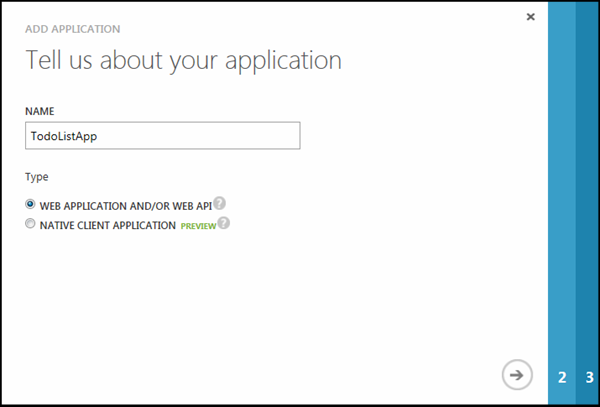 ADD APPLICATION
Tell us about your application
NAME
TodoListApp
Type
WEB APPLICATION AND/OR WEB API ?
NATIVE CLIENT APPLICATION PREVIEW ?
2 3